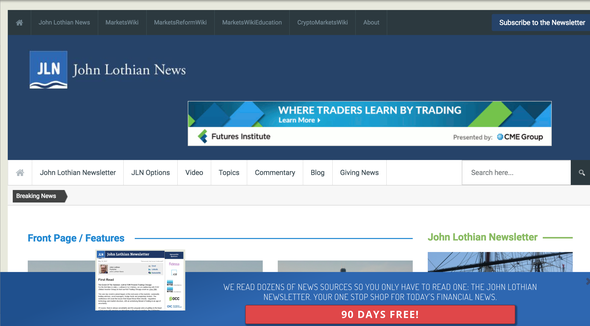 John Lothian News
MarketsWiki
MarketsReformWiki
MarketsWikiEducation
CryptoMarketsWiki
About
Subscribe to the Newsletter
JLN
John Lothian News
WHERE TRADERS LEARN BY TRADING
Learn More
Futures Institute
Presented by: CME Group
John Lothian Newsletter
JLN Options
Video
Topics
Commentary
Blog
Giving News
Search here...
Breaking News
Front Page / Features
John Lothian Newsletter
JLN
John Lothian Newsletter
First Read
WE READ DOZENS OF NEWS SOURCES SO YOU ONLY HAVE TO READ ONE: THE JOHN LOTHIAN
NEWSLETTER. YOUR ONE STOP SHOP FOR TODAY'S FINANCIAL NEWS.
90 DAYS FREE!